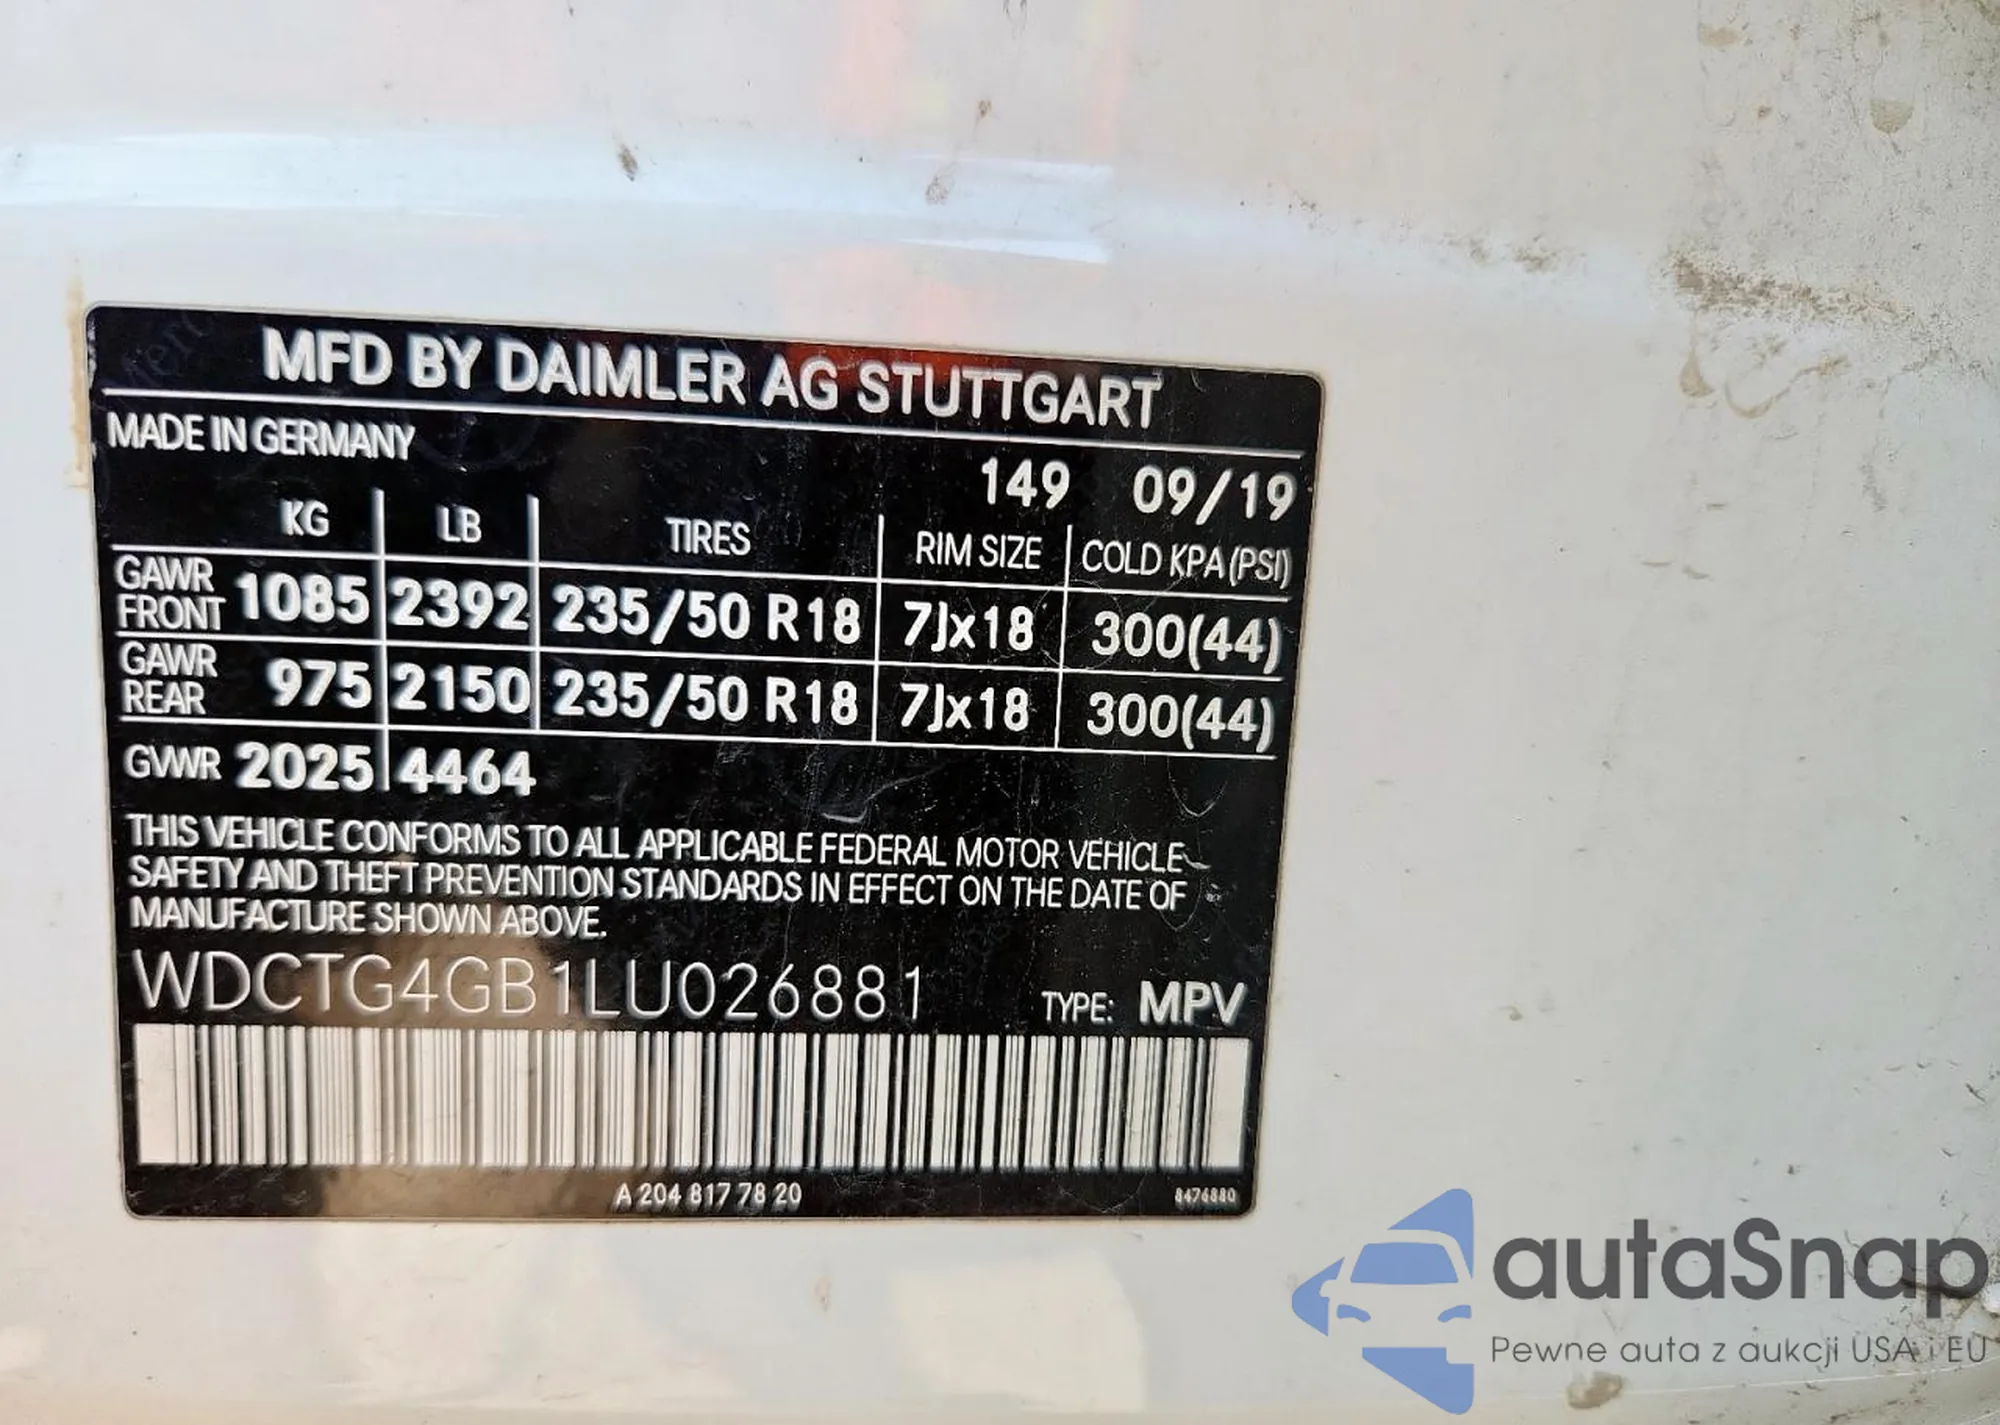 MFD BY DAIMLER AG STUTTGART
MADE IN GERMANY
149 09/19
KG LB TIRES RIM SIZE COLD KPA(PSI)
GAWR FRONT 1085 2392 235/50 R18 7Jx18 300(44)
GAWR REAR 975 2150 235/50 R18 7Jx18 300(44)
GVWR 2025 4464
THIS VEHICLE CONFORMS TO ALL APPLICABLE FEDERAL MOTOR VEHICLE
SAFETY AND THEFT PREVENTION STANDARDS IN EFFECT ON THE DATE OF
MANUFACTURE SHOWN ABOVE.
WDCTG4GB1LU026881 TYPE: MPV
A 204 817 78 20 8476880
autaSnap
Pewne auta z aukcji USA i EU